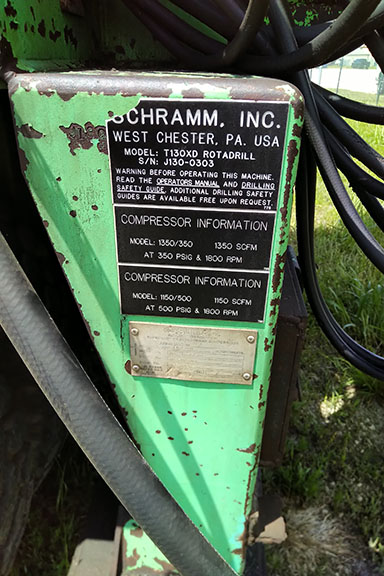 SCHRAMM, INC.
WEST CHESTER, PA. USA
MODEL: T130XD ROTADRILL
S/N: J130-0303
WARNING BEFORE OPERATING THIS MACHINE.
READ THE OPERATORS MANUAL AND DRILLING
SAFETY GUIDE. ADDITIONAL DRILLING SAFETY
GUIDES ARE AVAILABLE FREE UPON REQUEST.
COMPRESSOR INFORMATION
MODEL: 1350/350 1350 SCFM
AT 350 PSIG & 1800 RPM
COMPRESSOR INFORMATION
MODEL: 1150/500 1150 SCFM
AT 500 PSIG & 1800 RPM